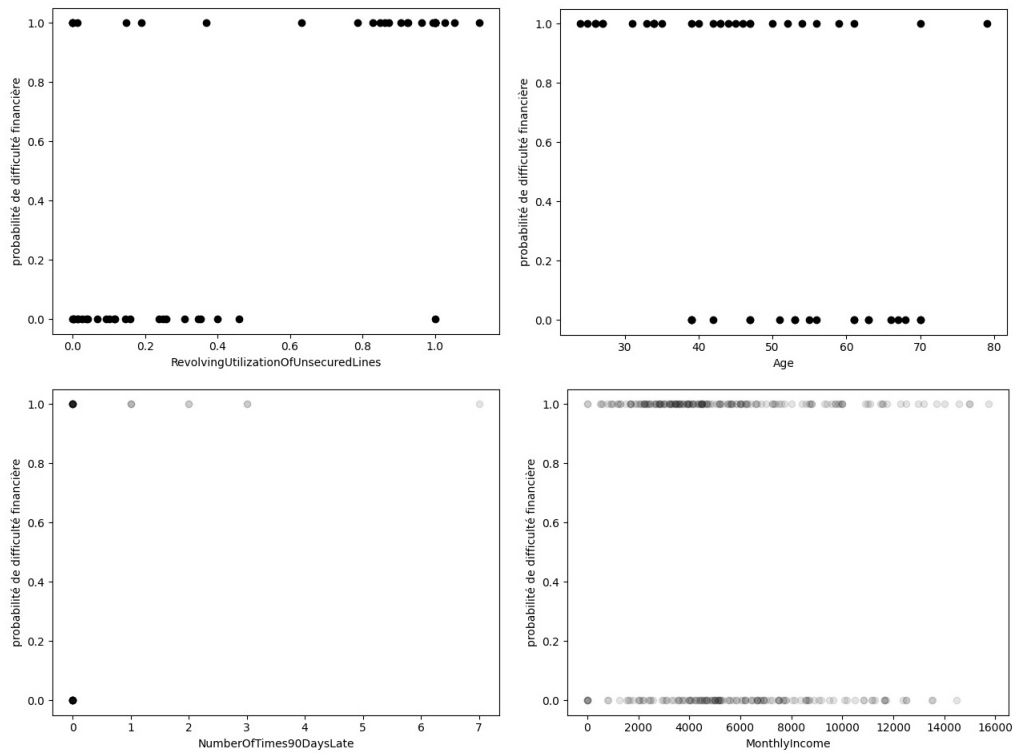 probabilité de difficulté financière
1.0
0.8
0.6
0.4
0.2
0.0
0.0 0.2 0.4 0.6 0.8 1.0
RevolvingUtilizationOfUnsecuredLines
probabilité de difficulté financière
1.0
0.8
0.6
0.4
0.2
0.0
30 40 50 60 70 80
Age
probabilité de difficulté financière
1.0
0.8
0.6
0.4
0.2
0.0
0 1 2 3 4 5 6 7
NumberOfTimes90DaysLate
probabilité de difficulté financière
1.0
0.8
0.6
0.4
0.2
0.0
0 2000 4000 6000 8000 10000 12000 14000 16000
MonthlyIncome